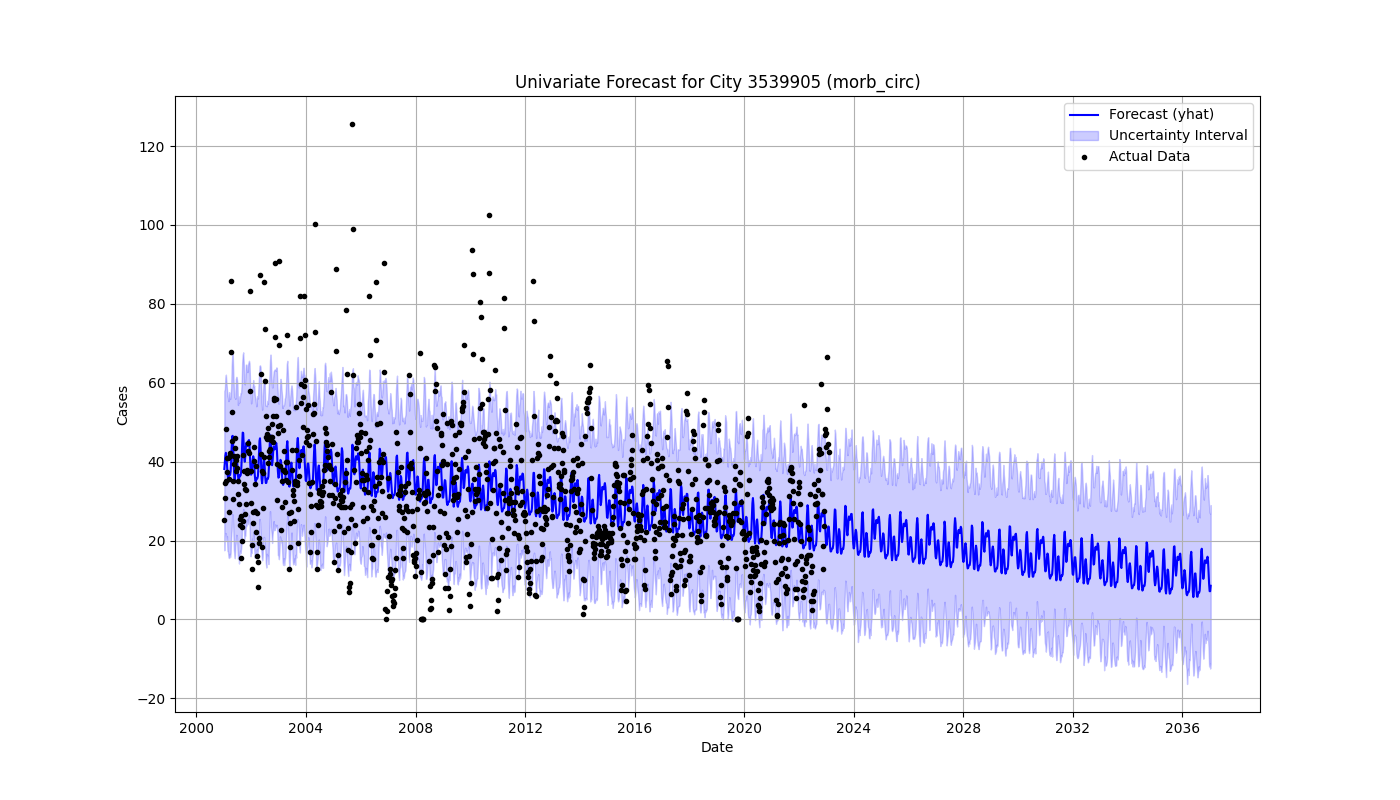 Univariate Forecast for City 3539905 (morb_circ)
Forecast (yhat)
Uncertainty Interval
Actual Data
Cases
120
100
80
60
40
20
0
−20
2000 2004 2008 2012 2016 2020 2024 2028 2032 2036
Date